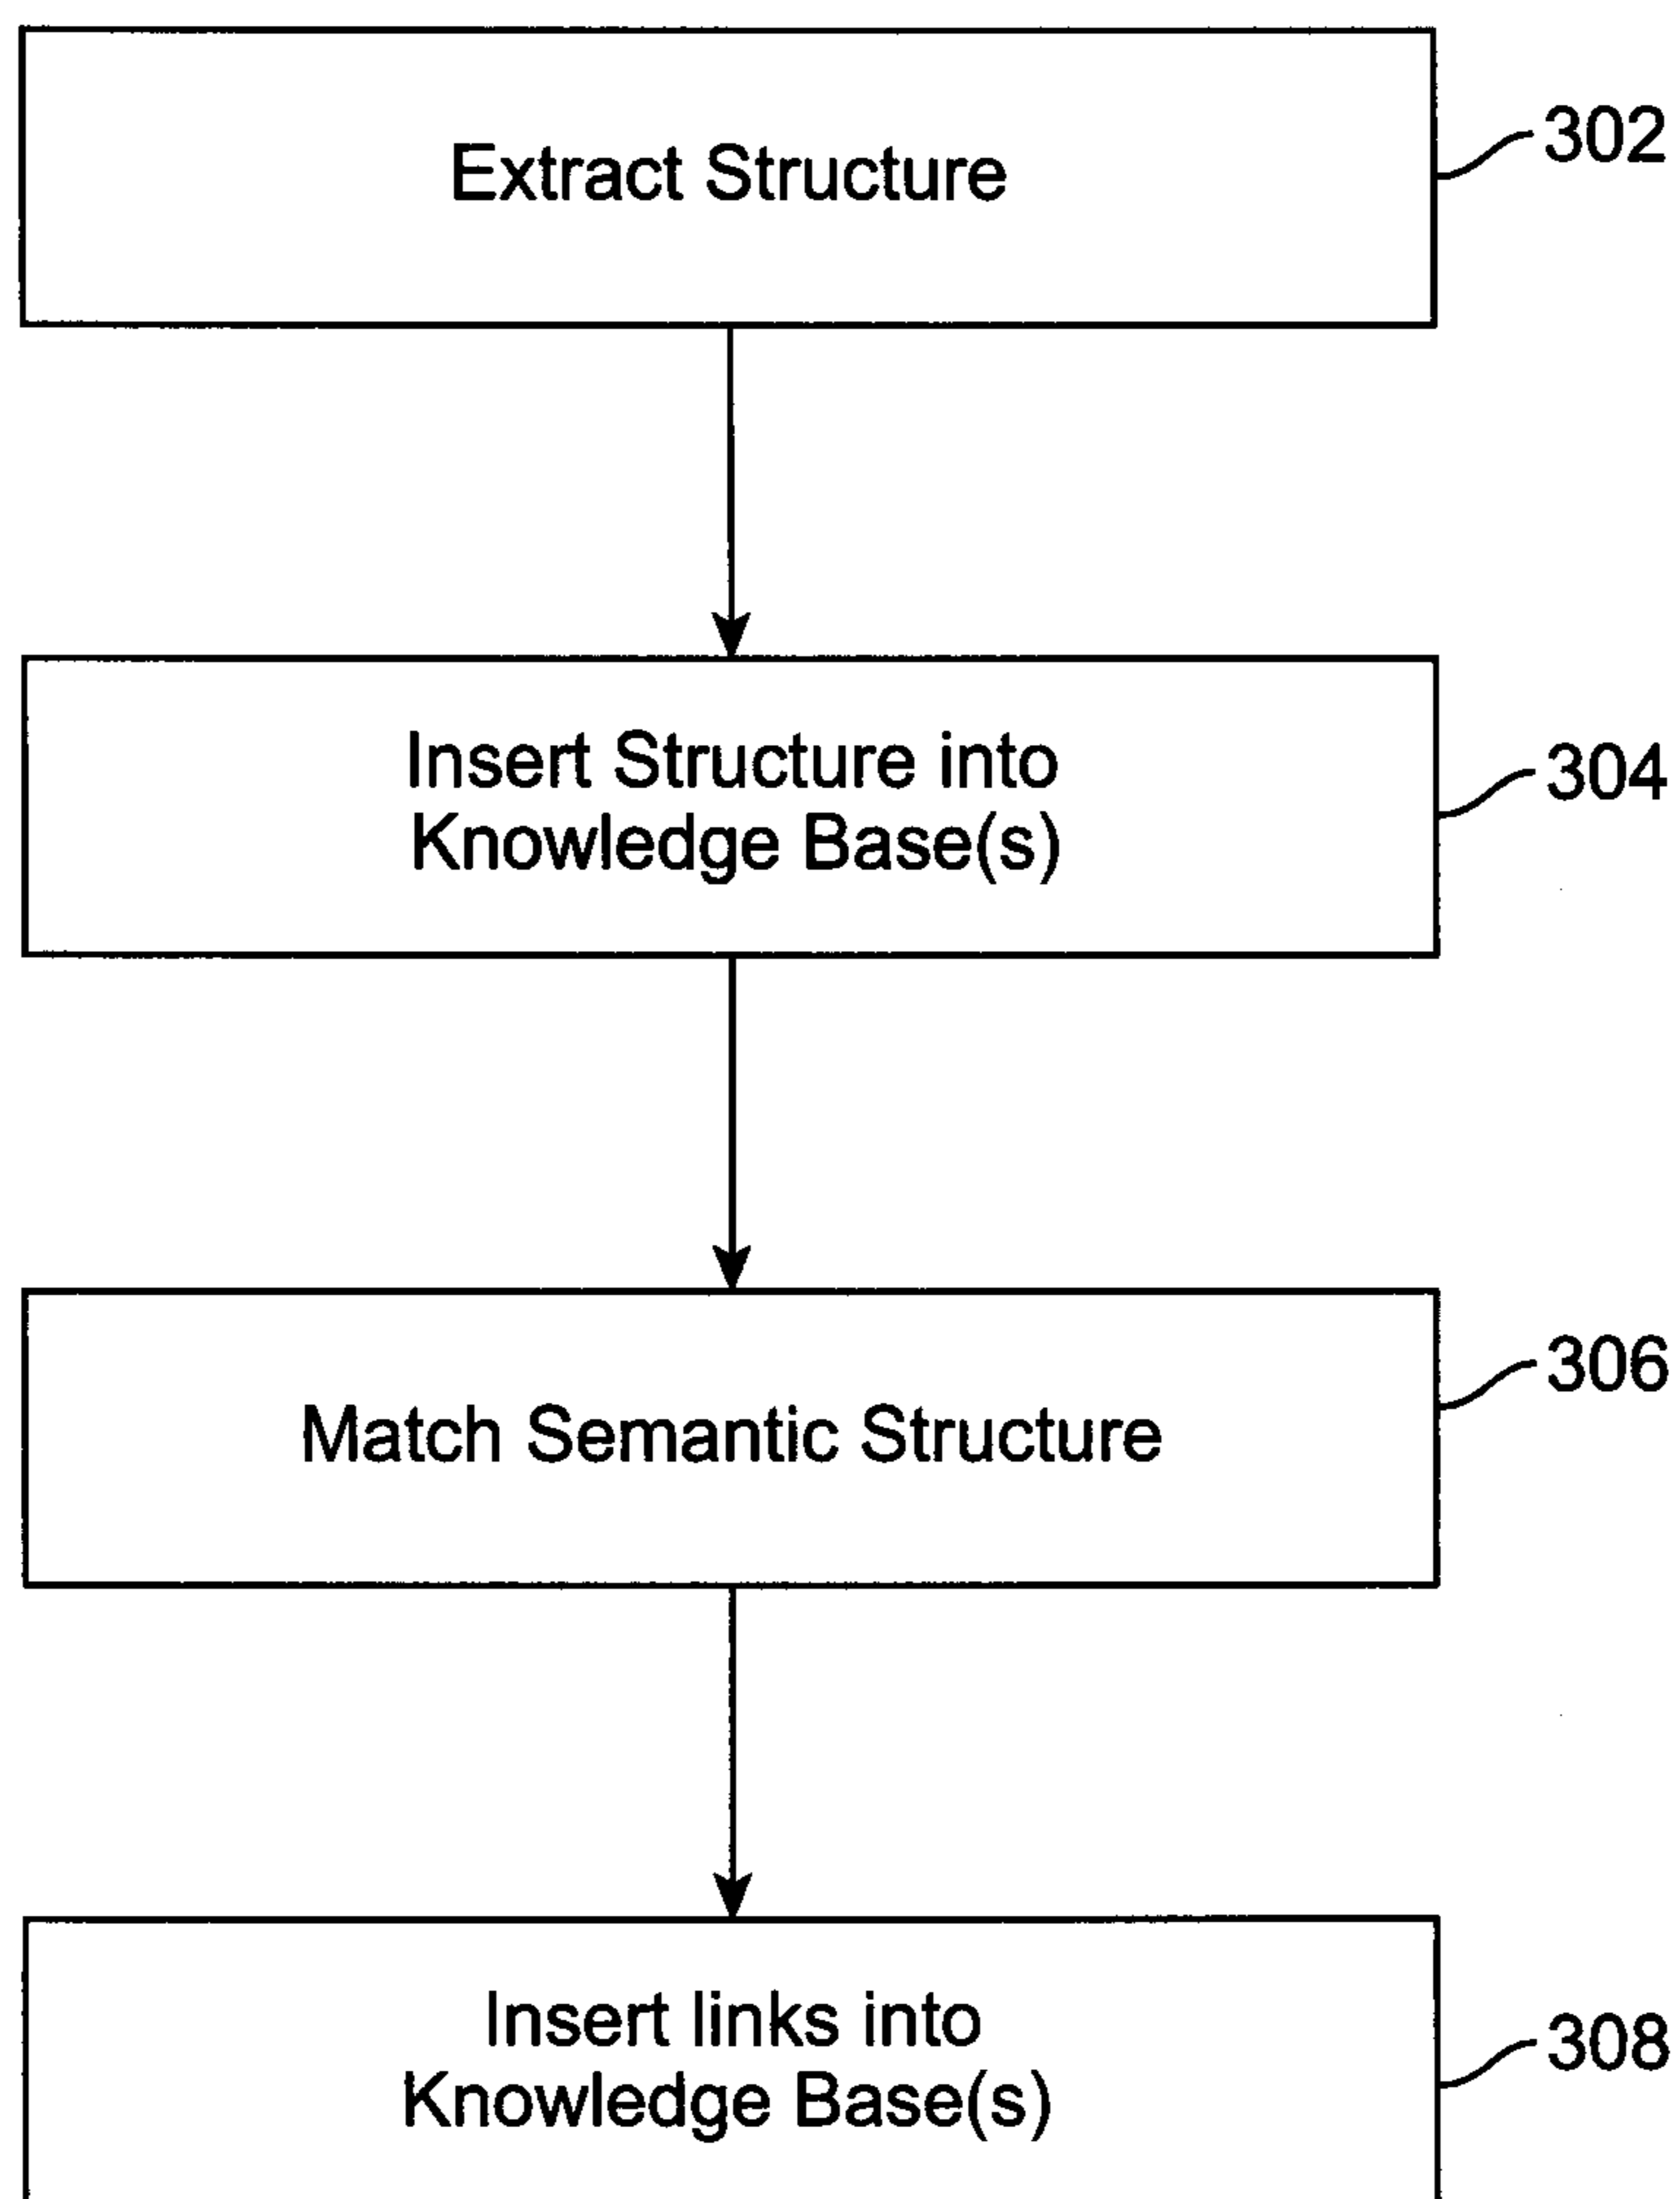 Extract Structure
302
Insert Structure into
Knowledge Base(s)
304
Match Semantic Structure
306
Insert links into
Knowledge Base(s)
308